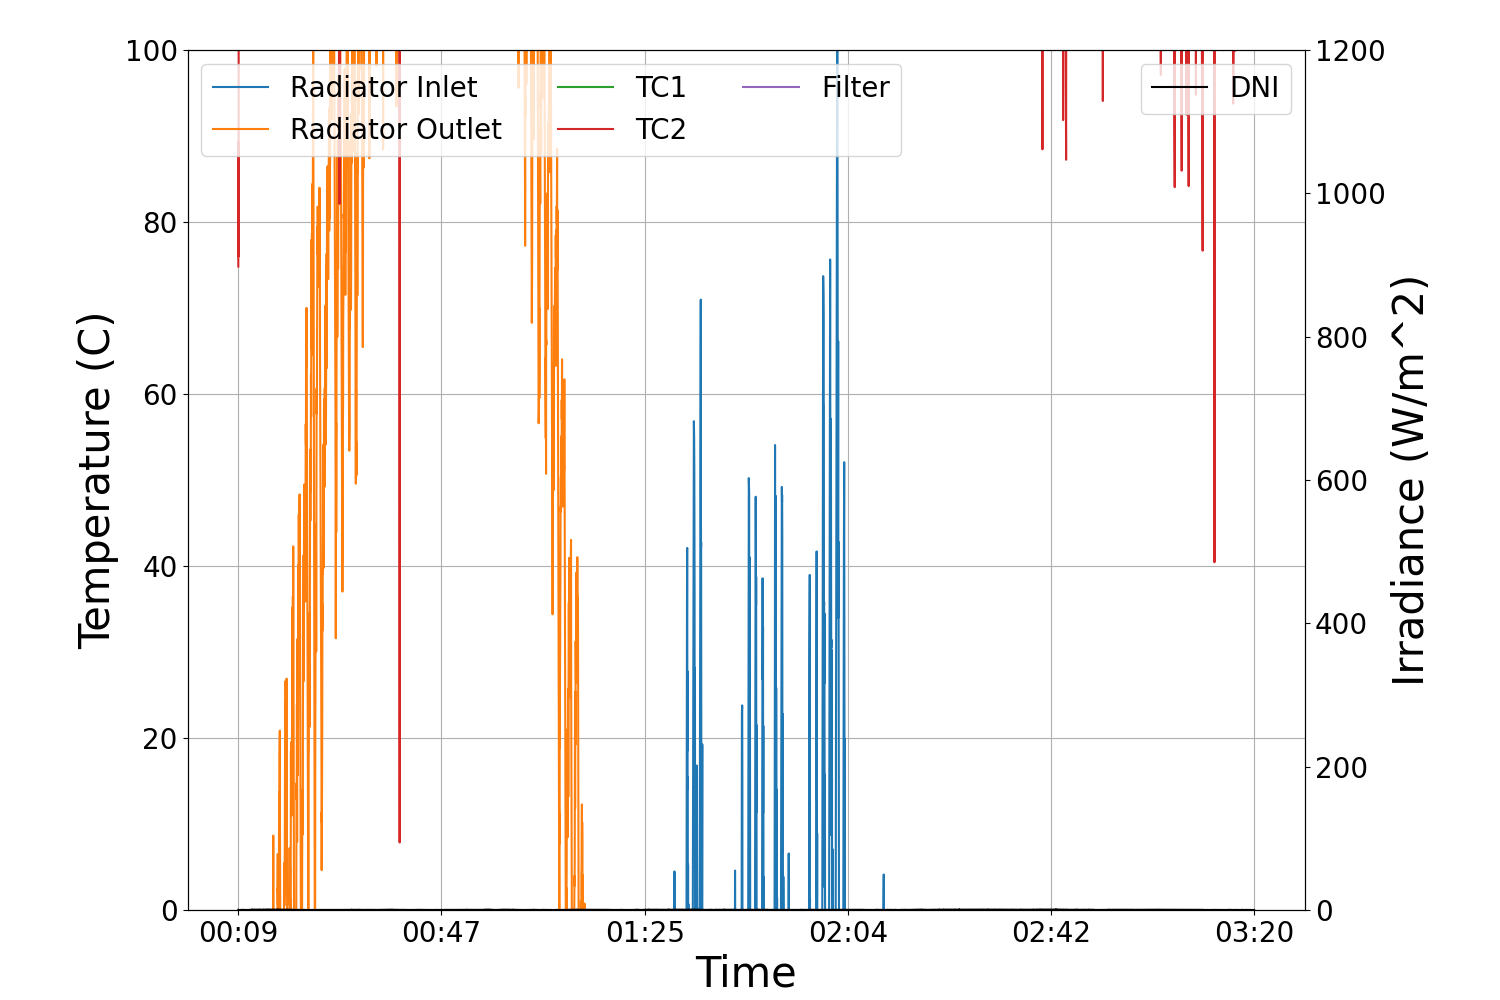 100
80
60
40
20
0
Temperature (C)
Radiator Inlet
Radiator Outlet
TC1
TC2
Filter
DNI
1200
1000
800
600
400
200
0
Irradiance (W/m^2)
00:09 00:47 01:25 02:04 02:42 03:20
Time